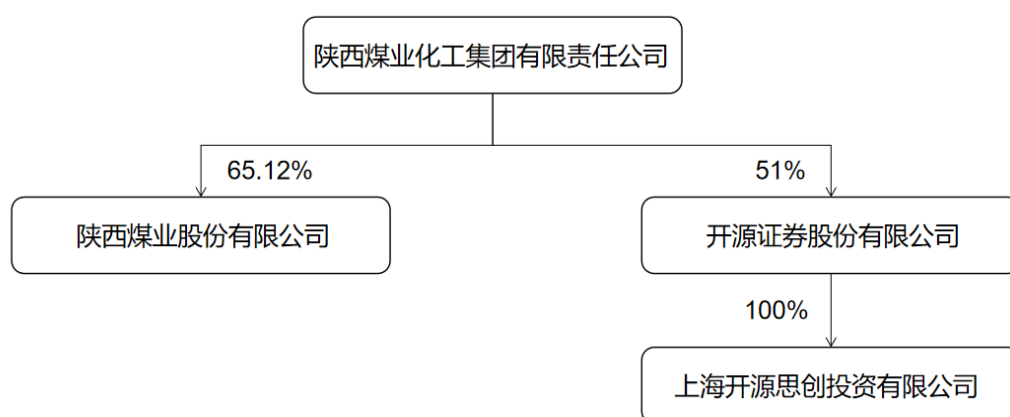 陕西煤业化工集团有限责任公司
65.12%
51%
陕西煤业股份有限公司
开源证券股份有限公司
100%
上海开源思创投资有限公司